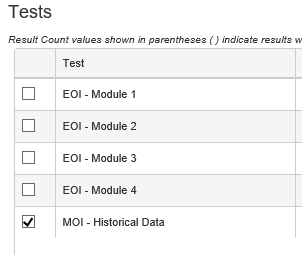 Tests
Result Count values shown in parentheses ( ) indicate results w
Test
EOI - Module 1
EOI - Module 2
EOI - Module 3
EOI - Module 4
MOI - Historical Data